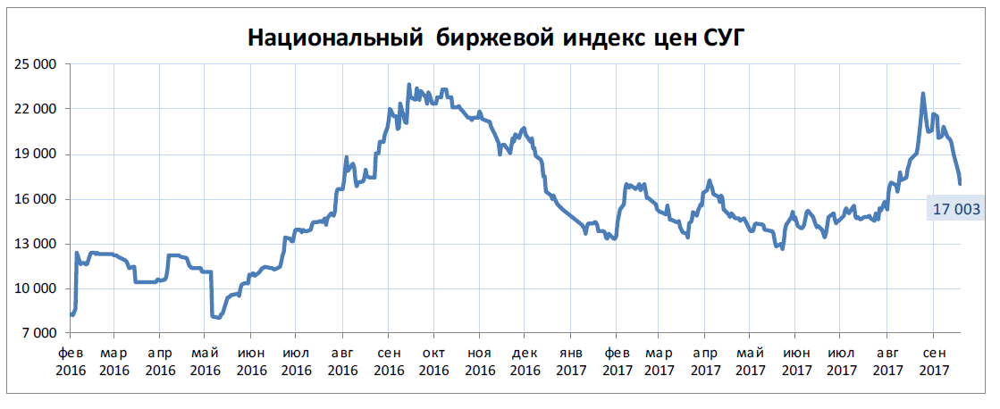 Национальный биржевой индекс цен СУГ
25 000
22 000
19 000
16 000
13 000
10 000
7 000
17 003
фев мар апр май июн июл авг сен окт ноя дек янв фев мар апр май июн июл авг сен
2016 2016 2016 2016 2016 2016 2016 2016 2016 2016 2016 2017 2017 2017 2017 2017 2017 2017 2017 2017